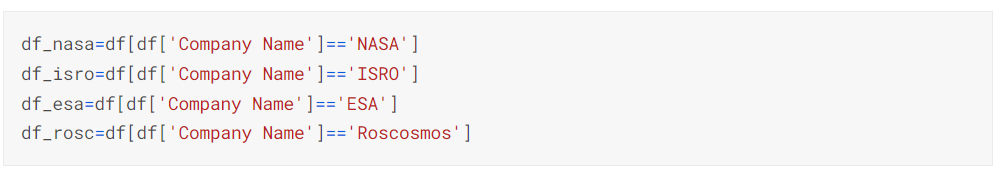 df_nasa=df[df['Company Name']=='NASA']
df_isro=df[df['Company Name']=='ISRO']
df_esa=df[df['Company Name']=='ESA']
df_rosc=df[df['Company Name']=='Roscosmos']